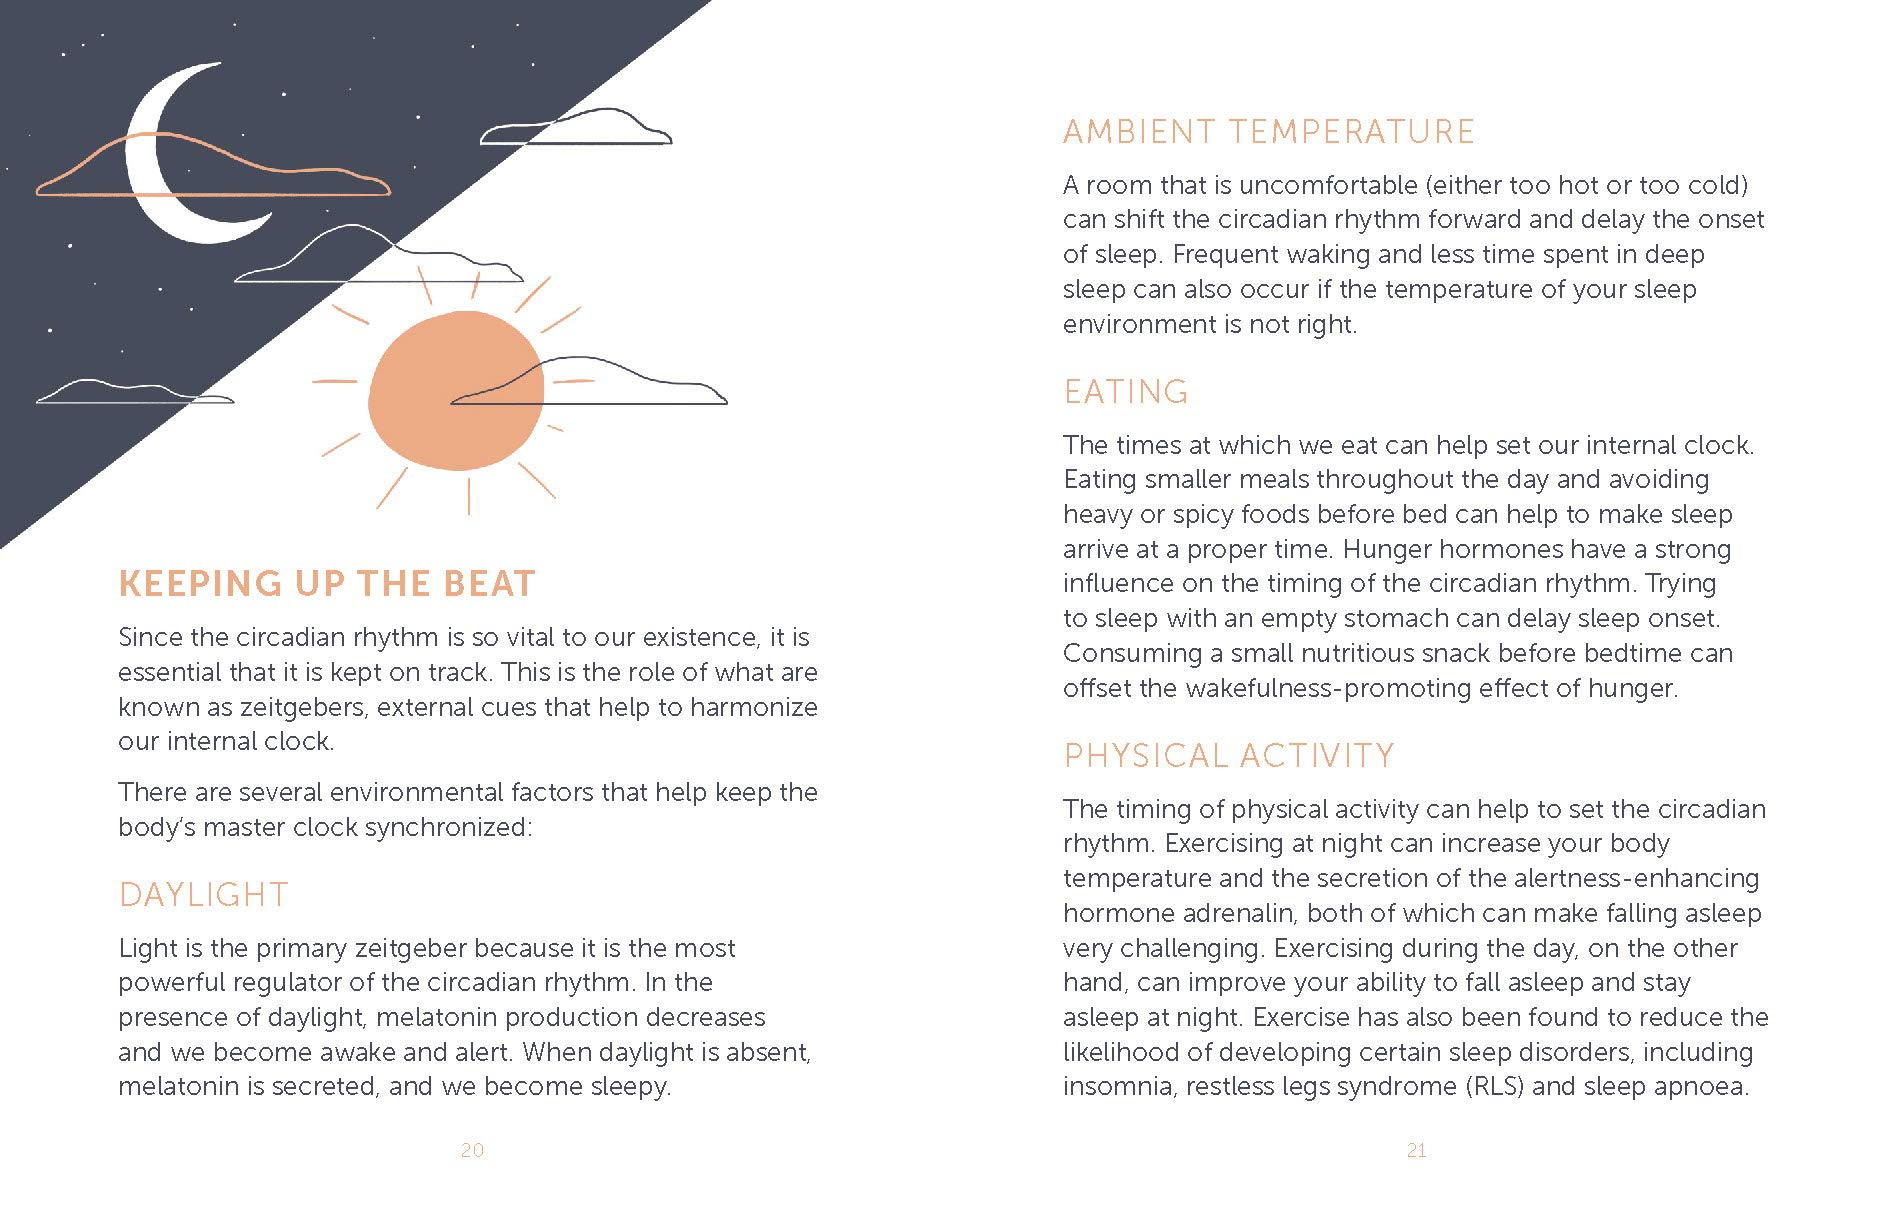 KEEPING UP THE BEAT
Since the circadian rhythm is so vital to our existence, it is
essential that it is kept on track. This is the role of what are
known as zeitgebers, external cues that help to harmonize
our internal clock.
There are several environmental factors that help keep the
body's master clock synchronized:
DAYLIGHT
Light is the primary zeitgeber because it is the most
powerful regulator of the circadian rhythm. In the
presence of daylight, melatonin production decreases
and we become awake and alert. When daylight is absent,
melatonin is secreted, and we become sleepy.
20
AMBIENT TEMPERATURE
A room that is uncomfortable (either too hot or too cold)
can shift the circadian rhythm forward and delay the onset
of sleep. Frequent waking and less time spent in deep
sleep can also occur if the temperature of your sleep
environment is not right.
EATING
The times at which we eat can help set our internal clock.
Eating smaller meals throughout the day and avoiding
heavy or spicy foods before bed can help to make sleep
arrive at a proper time. Hunger hormones have a strong
influence on the timing of the circadian rhythm. Trying
to sleep with an empty stomach can delay sleep onset.
Consuming a small nutritious snack before bedtime can
offset the wakefulness-promoting effect of hunger.
PHYSICAL ACTIVITY
The timing of physical activity can help to set the circadian
rhythm. Exercising at night can increase your body
temperature and the secretion of the alertness-enhancing
hormone adrenalin, both of which can make falling asleep
very challenging. Exercising during the day, on the other
hand, can improve your ability to fall asleep and stay
asleep at night. Exercise has also been found to reduce the
likelihood of developing certain sleep disorders, including
insomnia, restless legs syndrome (RLS) and sleep apnoea.
21